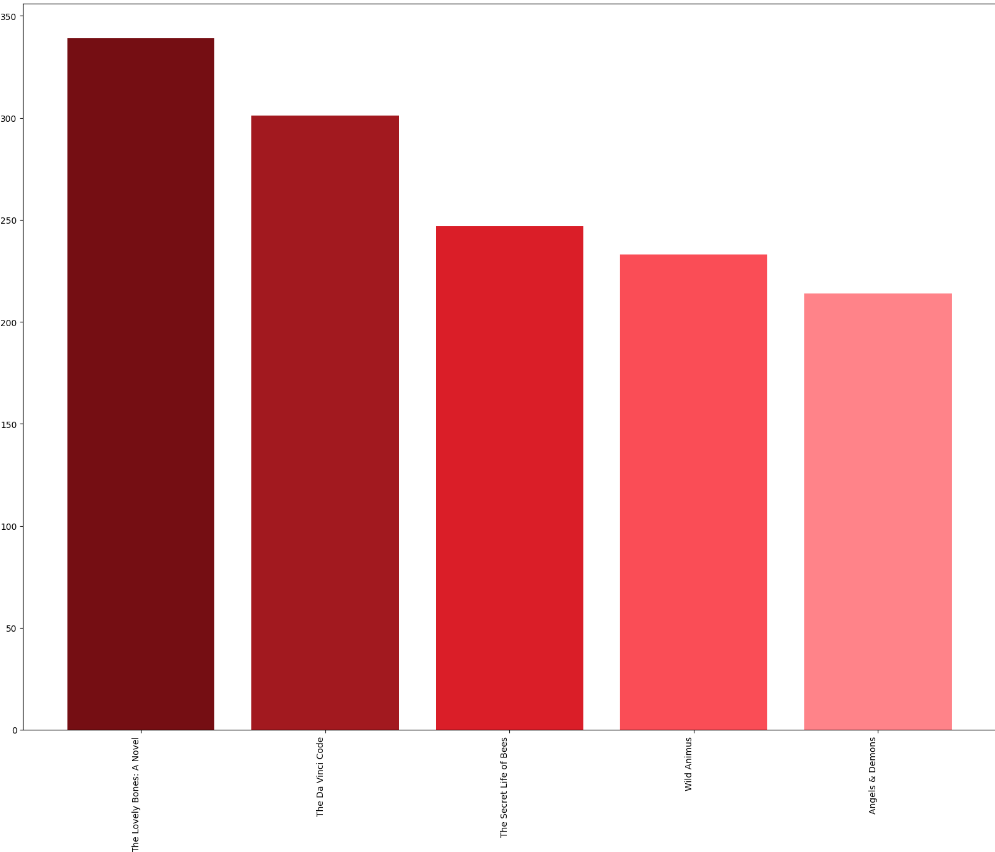 350
300
250
200
150
100
50
0
The Lovely Bones: A Novel
The Da Vinci Code
The Secret Life of Bees
Wild Animus
Angels & Demons